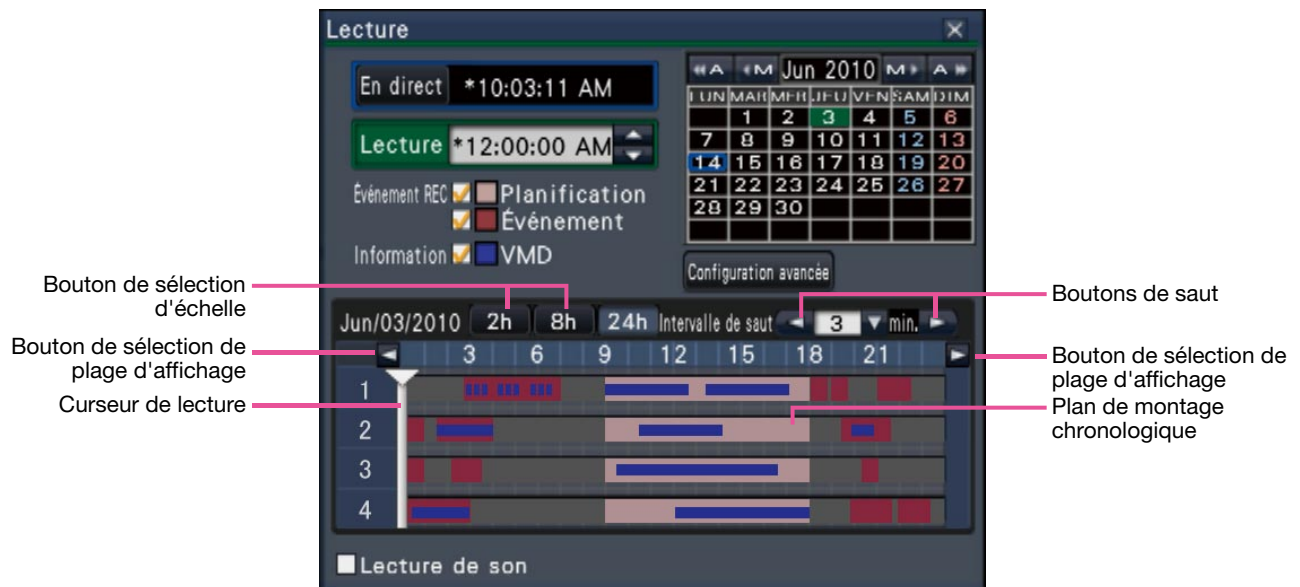 Lecture
En direct *10:03:11 AM
Lecture *12:00:00 AM
Événement REC Planification
Événement
Information VMD
«A ‹M Jun 2010 M› A»
LUN MAR MER JEU VEN SAM DIM
1 2 3 4 5 6
7 8 9 10 11 12 13
14 15 16 17 18 19 20
21 22 23 24 25 26 27
28 29 30
Configuration avancée
Bouton de sélection
d'échelle
Boutons de saut
Jun/03/2010 2h 8h 24h Intervalle de saut 3 min.
Bouton de sélection de
plage d'affichage
3 6 9 12 15 18 21
Bouton de sélection de
plage d'affichage
Curseur de lecture
Plan de montage
chronologique
1
2
3
4
Lecture de son